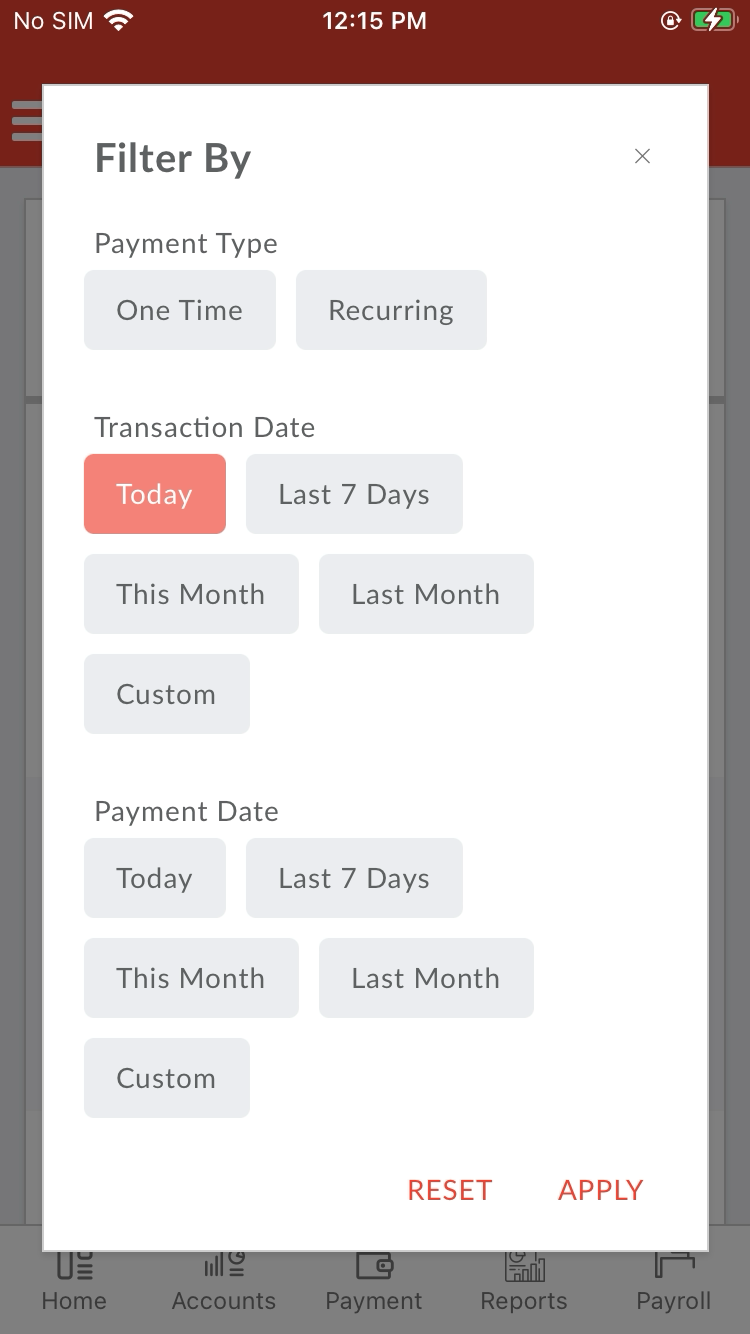 No SIM 12:15 PM
Filter By
Payment Type
One Time Recurring
Transaction Date
Today Last 7 Days
This Month Last Month
Custom
Payment Date
Today Last 7 Days
This Month Last Month
Custom
RESET APPLY
Home Accounts Payment Reports Payroll